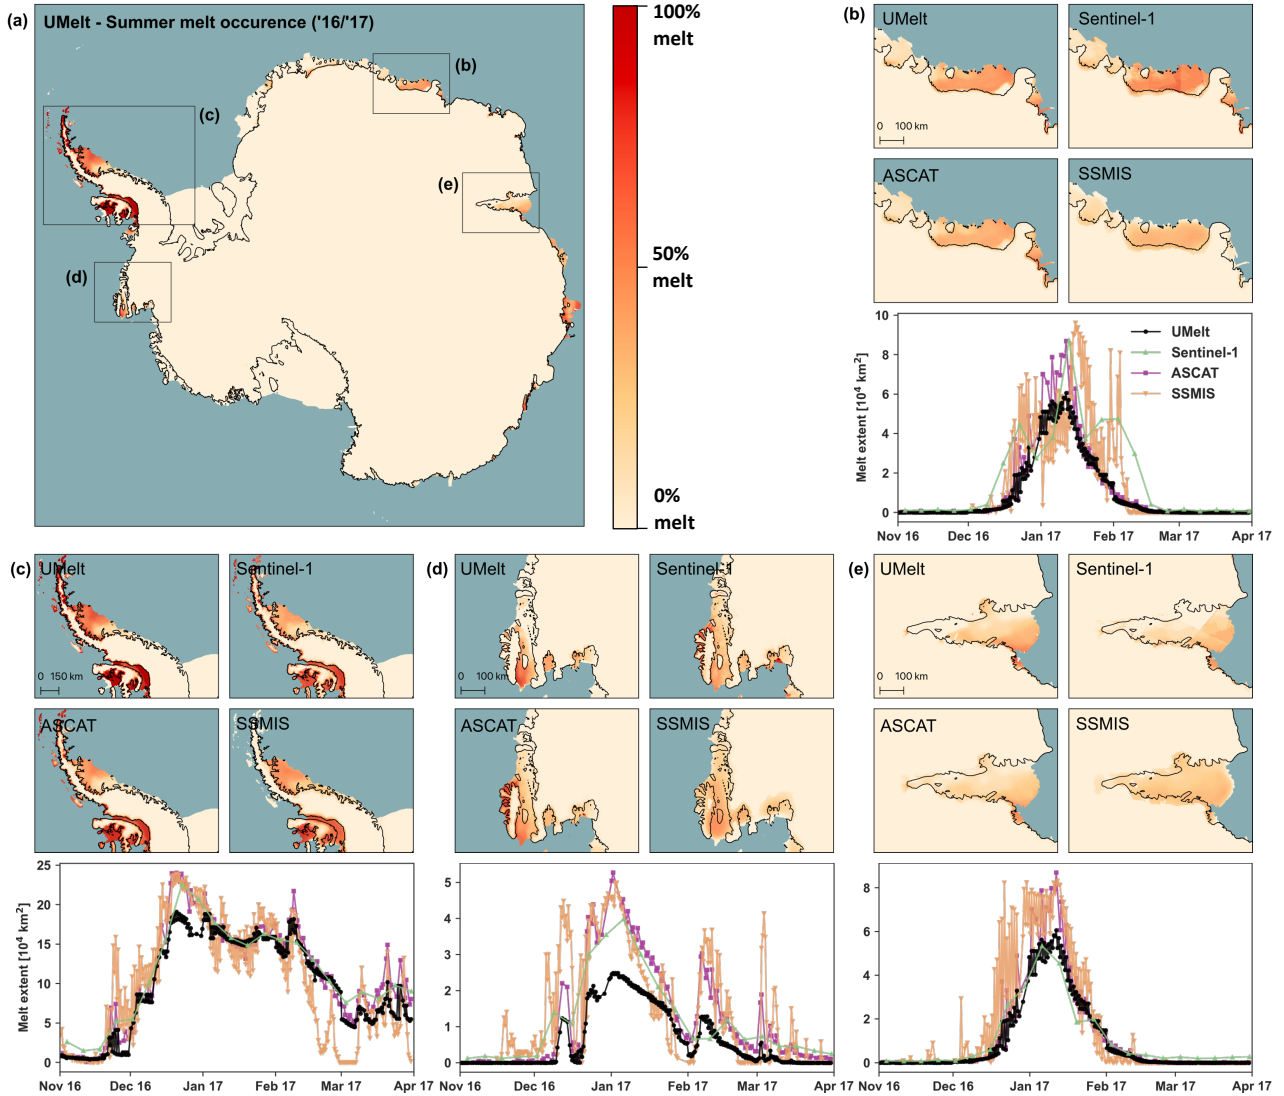 (a)
UMelt - Summer melt occurence ('16/'17)
(b)
(c)
(e)
(d)
100%
melt
50%
melt
0%
melt
(b)
UMelt
Sentinel-1
0 100 km
ASCAT
SSMIS
10
8
6
4
2
0
Melt extent [10⁴ km²]
UMelt
Sentinel-1
ASCAT
SSMIS
Nov 16 Dec 16 Jan 17 Feb 17 Mar 17 Apr 17
(c)
UMelt
Sentinel-1
0 150 km
ASCAT
SSMIS
25
20
15
10
5
0
Melt extent [10⁴ km²]
Nov 16 Dec 16 Jan 17 Feb 17 Mar 17 Apr 17
(d)
UMelt
Sentinel-1
0 100 km
ASCAT
SSMIS
5
4
3
2
1
0
Nov 16 Dec 16 Jan 17 Feb 17 Mar 17 Apr 17
(e)
UMelt
Sentinel-1
0 100 km
ASCAT
SSMIS
8
6
4
2
0
Nov 16 Dec 16 Jan 17 Feb 17 Mar 17 Apr 17